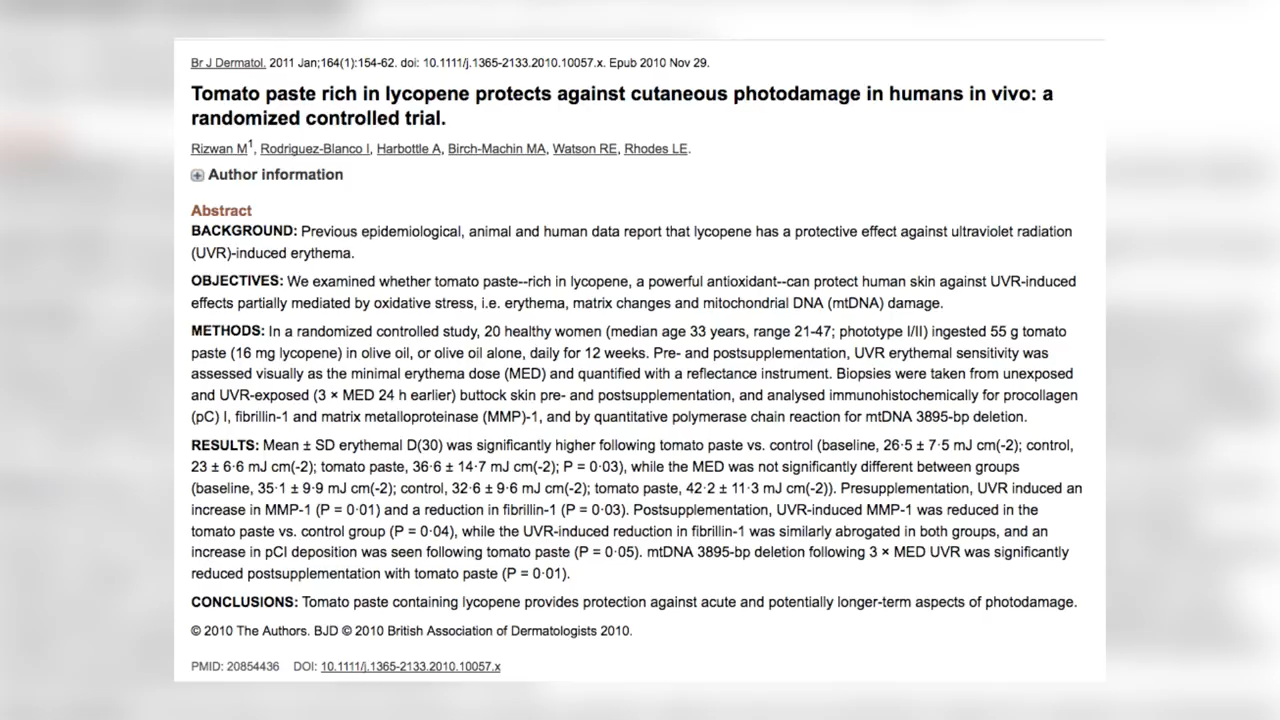 Br J Dermatol. 2011 Jan;164(1):154-62. doi: 10.1111/j.1365-2133.2010.10057.x. Epub 2010 Nov 29.
Tomato paste rich in lycopene protects against cutaneous photodamage in humans in vivo: a
randomized controlled trial.
Rizwan M1, Rodriguez-Blanco I, Harbottle A, Birch-Machin MA, Watson RE, Rhodes LE.
Author information
Abstract
BACKGROUND: Previous epidemiological, animal and human data report that lycopene has a protective effect against ultraviolet radiation
(UVR)-induced erythema.
OBJECTIVES: We examined whether tomato paste--rich in lycopene, a powerful antioxidant--can protect human skin against UVR-induced
effects partially mediated by oxidative stress, i.e. erythema, matrix changes and mitochondrial DNA (mtDNA) damage.
METHODS: In a randomized controlled study, 20 healthy women (median age 33 years, range 21-47; phototype I/II) ingested 55 g tomato
paste (16 mg lycopene) in olive oil, or olive oil alone, daily for 12 weeks. Pre- and postsupplementation, UVR erythemal sensitivity was
assessed visually as the minimal erythema dose (MED) and quantified with a reflectance instrument. Biopsies were taken from unexposed
and UVR-exposed (3 × MED 24 h earlier) buttock skin pre- and postsupplementation, and analysed immunohistochemically for procollagen
(pC) I, fibrillin-1 and matrix metalloproteinase (MMP)-1, and by quantitative polymerase chain reaction for mtDNA 3895-bp deletion.
RESULTS: Mean ± SD erythemal D(30) was significantly higher following tomato paste vs. control (baseline, 26·5 ± 7·5 mJ cm(-2); control,
23 ± 6·6 mJ cm(-2); tomato paste, 36·6 ± 14·7 mJ cm(-2); P = 0·03), while the MED was not significantly different between groups
(baseline, 35·1 ± 9·9 mJ cm(-2); control, 32·6 ± 9·6 mJ cm(-2); tomato paste, 42·2 ± 11·3 mJ cm(-2)). Presupplementation, UVR induced an
increase in MMP-1 (P = 0·01) and a reduction in fibrillin-1 (P = 0·03). Postsupplementation, UVR-induced MMP-1 was reduced in the
tomato paste vs. control group (P = 0·04), while the UVR-induced reduction in fibrillin-1 was similarly abrogated in both groups, and an
increase in pCI deposition was seen following tomato paste (P = 0·05). mtDNA 3895-bp deletion following 3 × MED UVR was significantly
reduced postsupplementation with tomato paste (P = 0·01).
CONCLUSIONS: Tomato paste containing lycopene provides protection against acute and potentially longer-term aspects of photodamage.
© 2010 The Authors. BJD © 2010 British Association of Dermatologists 2010.
PMID: 20854436 DOI: 10.1111/j.1365-2133.2010.10057.x